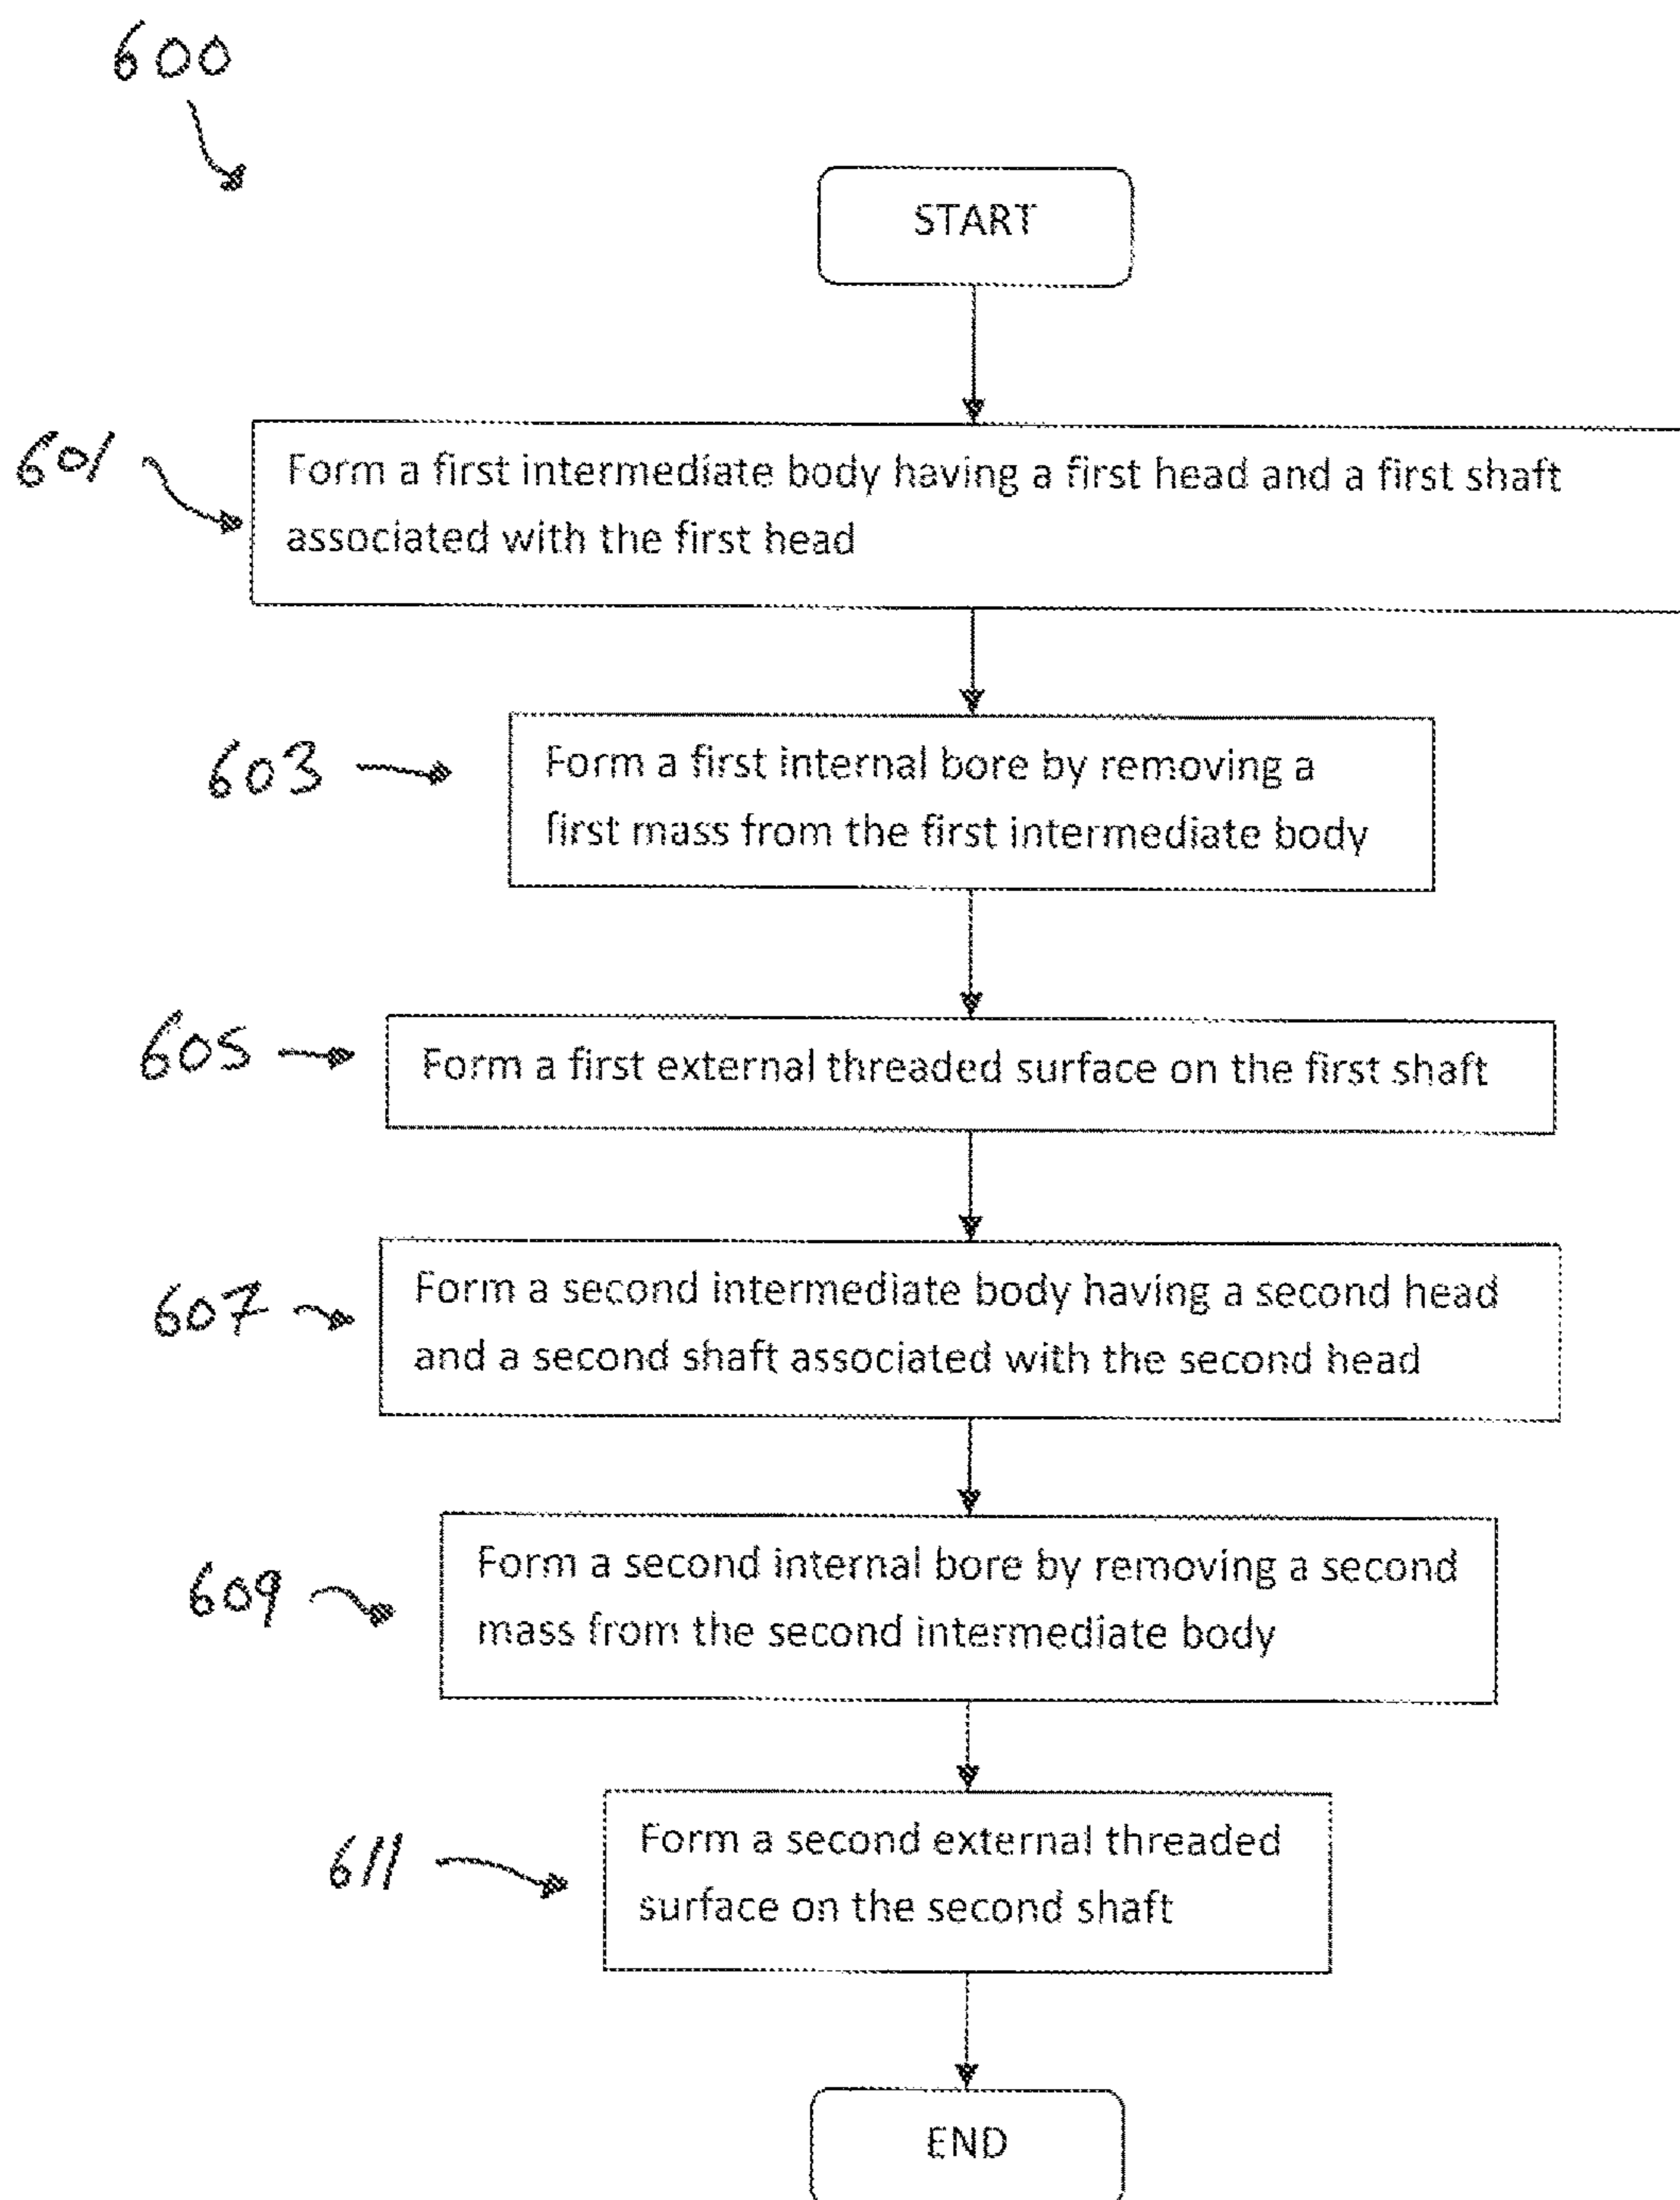 600
START
601
Form a first intermediate body having a first head and a first shaft
associated with the first head
603
Form a first internal bore by removing a
first mass from the first intermediate body
605
Form a first external threaded surface on the first shaft
607
Form a second intermediate body having a second head
and a second shaft associated with the second head
609
Form a second internal bore by removing a second
mass from the second intermediate body
611
Form a second external threaded
surface on the second shaft
END